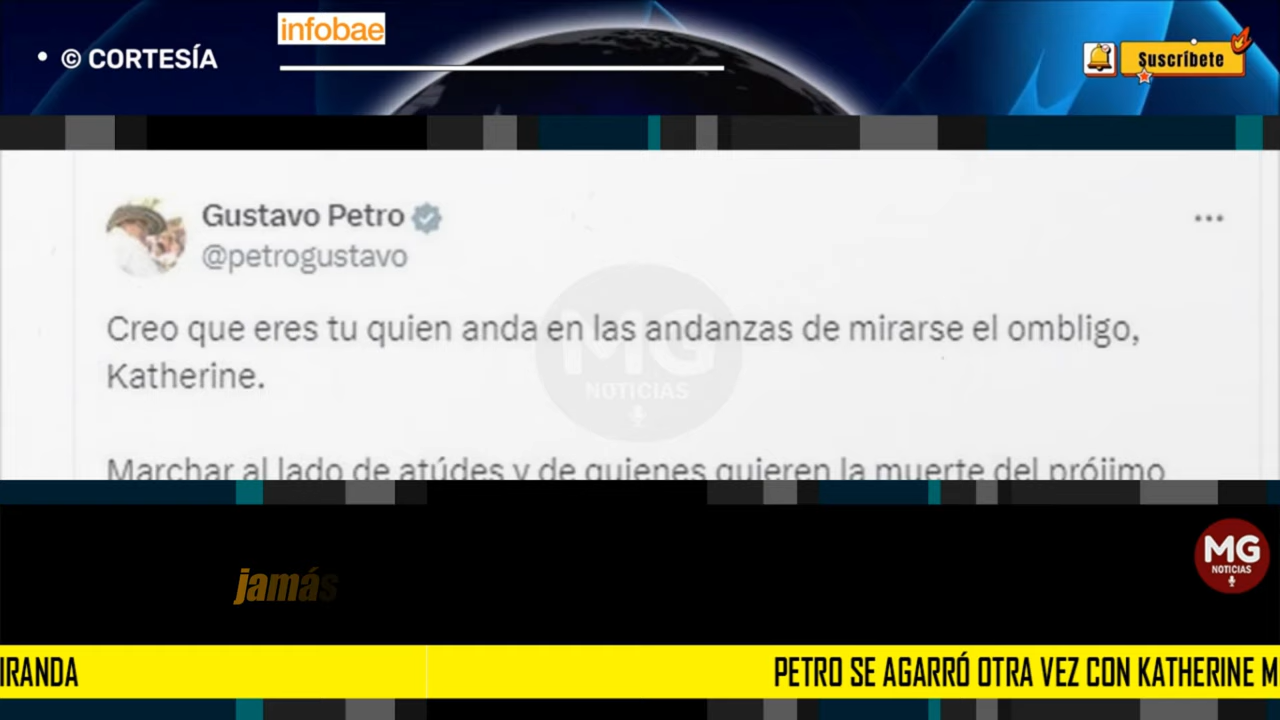 infobae
• © CORTESÍA
Suscríbete
Gustavo Petro
@petrogustavo
Creo que eres tu quien anda en las andanzas de mirarse el ombligo,
Katherine.
MG
NOTICIAS
Marchar al lado de atúdes y de quienes quieren la muerte del prójimo
jamás
MG
NOTICIAS
IRANDA
PETRO SE AGARRÓ OTRA VEZ CON KATHERINE M